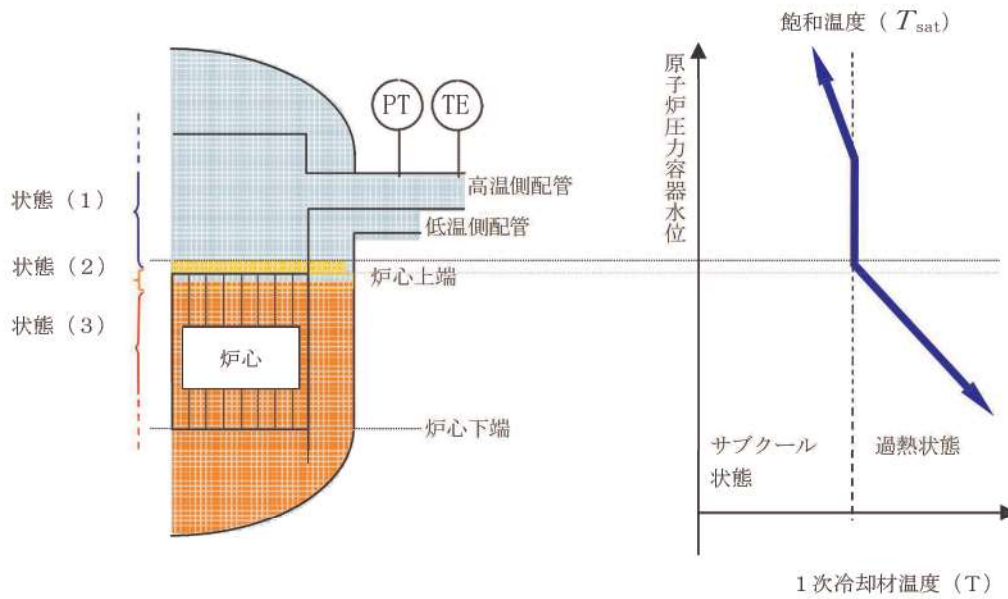 飽和温度（Tsat）
原子炉圧力容器水位
PT
TE
高温側配管
低温側配管
状態（1）
状態（2）
状態（3）
炉心上端
炉心
炉心下端
サブクール
状態
過熱状態
1次冷却材温度（T）